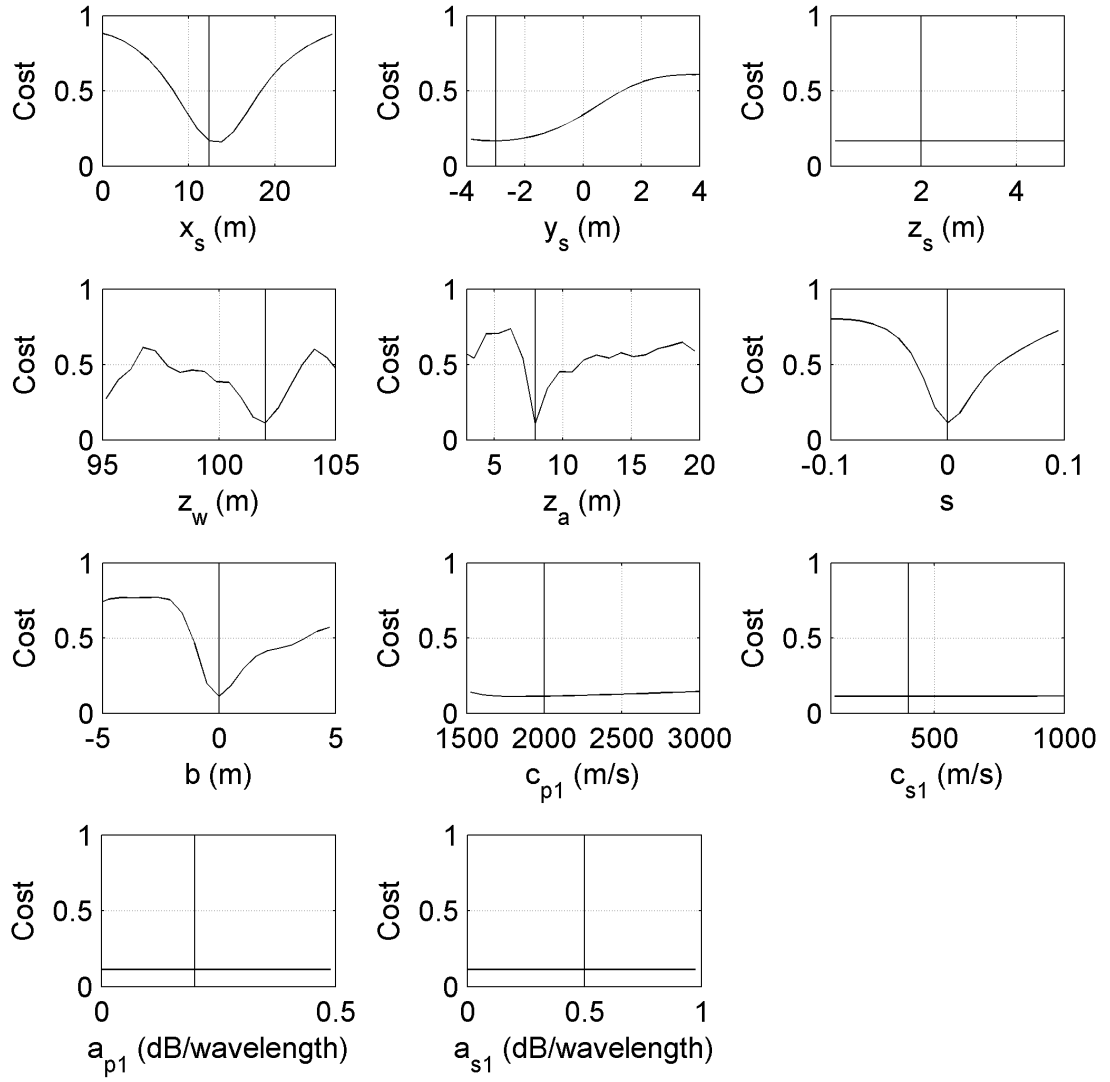 1
0.5
0
Cost
0 10 20
x_s (m)
1
0.5
0
Cost
-4 -2 0 2 4
y_s (m)
1
0.5
0
Cost
2 4
z_s (m)
1
0.5
0
Cost
95 100 105
z_w (m)
1
0.5
0
Cost
5 10 15 20
z_a (m)
1
0.5
0
Cost
-0.1 0 0.1
s
1
0.5
0
Cost
-5 0 5
b (m)
1
0.5
0
Cost
1500 2000 2500 3000
c_p1 (m/s)
1
0.5
0
Cost
500 1000
c_s1 (m/s)
1
0.5
0
Cost
0 0.5
a_p1 (dB/wavelength)
1
0.5
0
Cost
0 0.5 1
a_s1 (dB/wavelength)